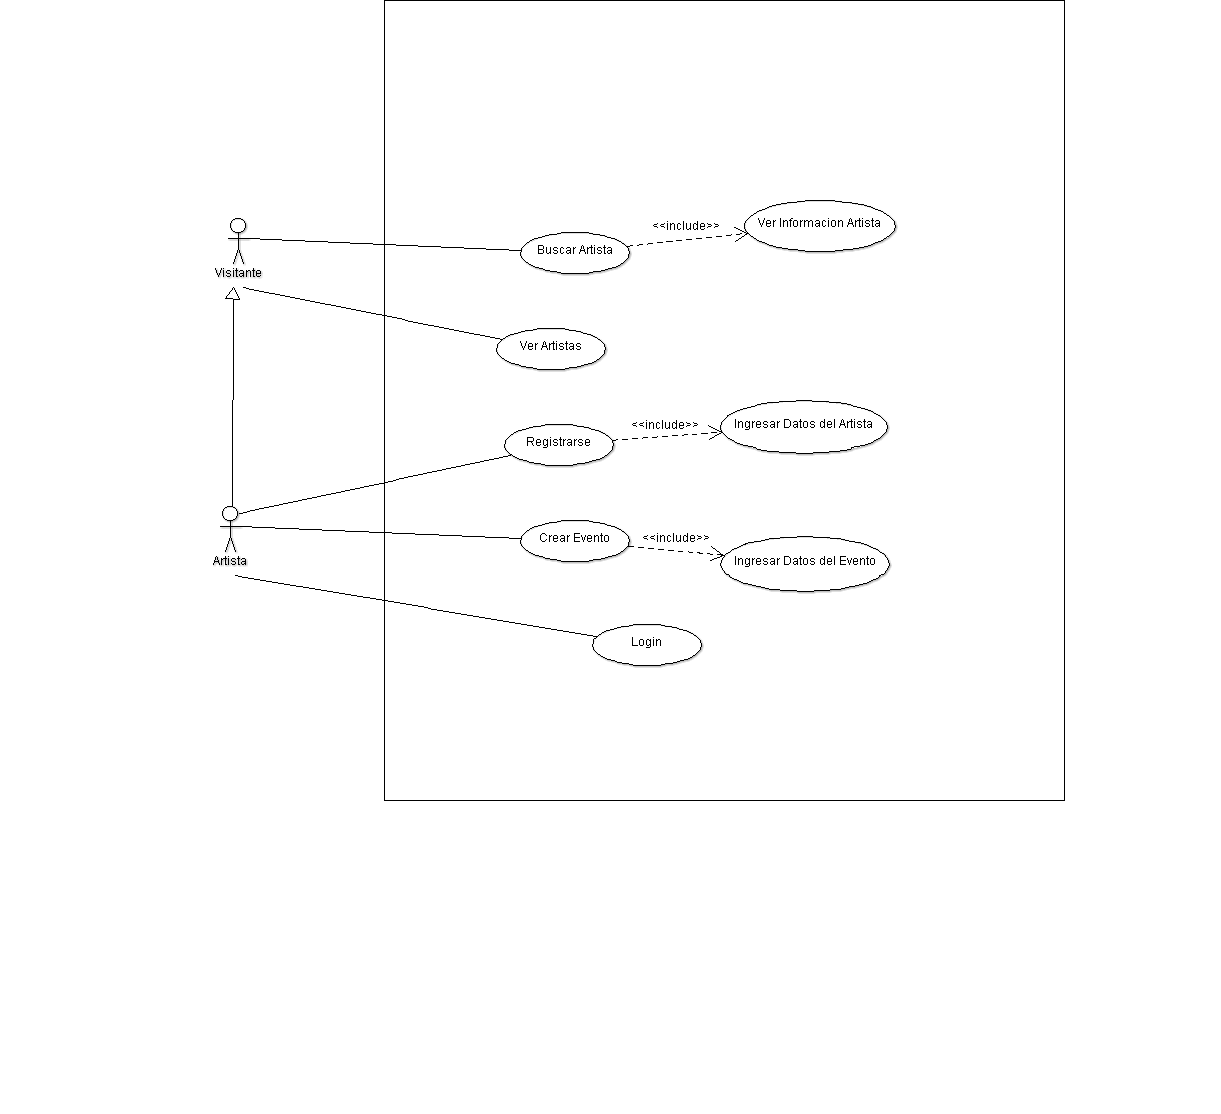 Visitante
Buscar Artista
<<include>>
Ver Informacion Artista
Ver Artistas
Registrarse
<<include>>
Ingresar Datos del Artista
Artista
Crear Evento
<<include>>
Ingresar Datos del Evento
Login